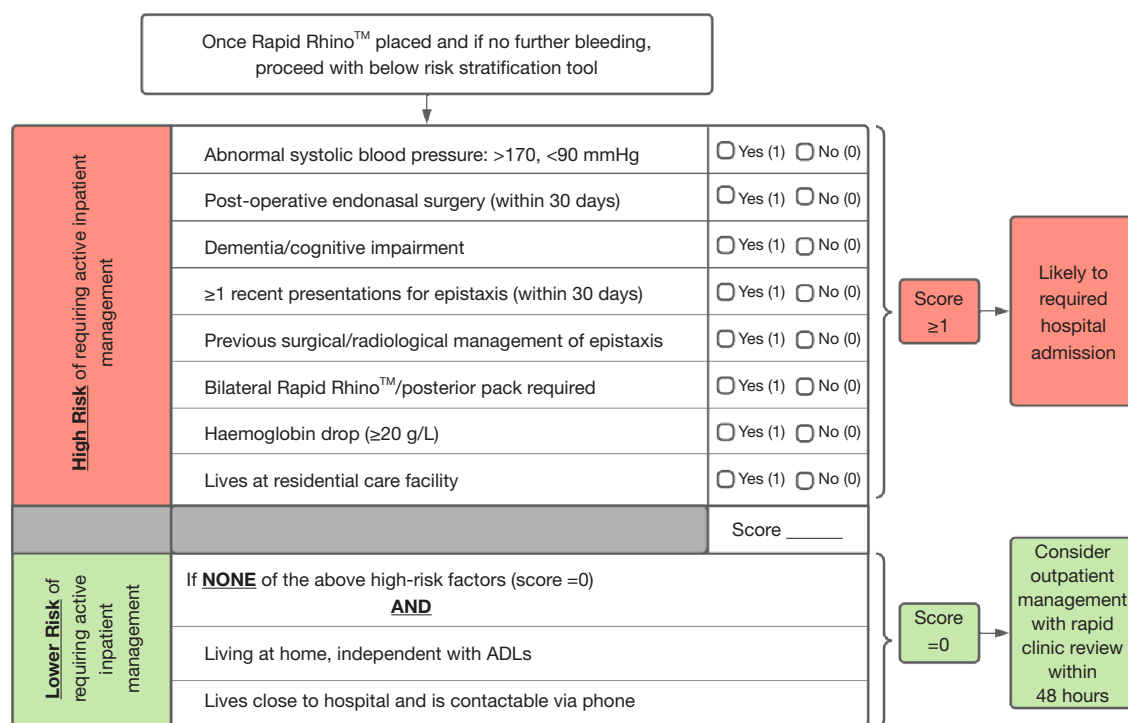 Once Rapid Rhino™ placed and if no further bleeding,
proceed with below risk stratification tool
High Risk of requiring active inpatient
management
Abnormal systolic blood pressure: >170, <90 mmHg
Yes (1) No (0)
Post-operative endonasal surgery (within 30 days)
Yes (1) No (0)
Dementia/cognitive impairment
Yes (1) No (0)
≥1 recent presentations for epistaxis (within 30 days)
Yes (1) No (0)
Previous surgical/radiological management of epistaxis
Yes (1) No (0)
Bilateral Rapid Rhino™/posterior pack required
Yes (1) No (0)
Haemoglobin drop (≥20 g/L)
Yes (1) No (0)
Lives at residential care facility
Yes (1) No (0)
Score
≥1
Likely to
required
hospital
admission
Score ______
Lower Risk of
requiring active
inpatient
management
If NONE of the above high-risk factors (score =0)
AND
Living at home, independent with ADLs
Lives close to hospital and is contactable via phone
Score
=0
Consider
outpatient
management
with rapid
clinic review
within
48 hours